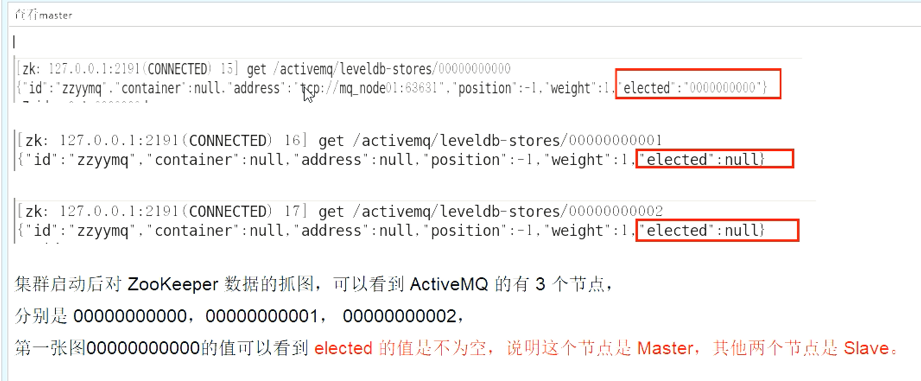 查看master
[zk: 127.0.0.1:2191(CONNECTED) 15] get /activemq/leveldb-stores/00000000000
{"id":"zzyymq","container":null,"address":"tcp://mq_node01:63631","position":-1,"weight":1,"elected":"0000000000"}
[zk: 127.0.0.1:2191(CONNECTED) 16] get /activemq/leveldb-stores/00000000001
{"id":"zzyymq","container":null,"address":null,"position":-1,"weight":1,"elected":null}
[zk: 127.0.0.1:2191(CONNECTED) 17] get /activemq/leveldb-stores/00000000002
{"id":"zzyymq","container":null,"address":null,"position":-1,"weight":1,"elected":null}
集群启动后对 ZooKeeper 数据的抓图，可以看到 ActiveMQ 的有 3 个节点，
分别是 00000000000，00000000001， 00000000002，
第一张图00000000000的值可以看到 elected 的值是不为空，说明这个节点是 Master，其他两个节点是 Slave。